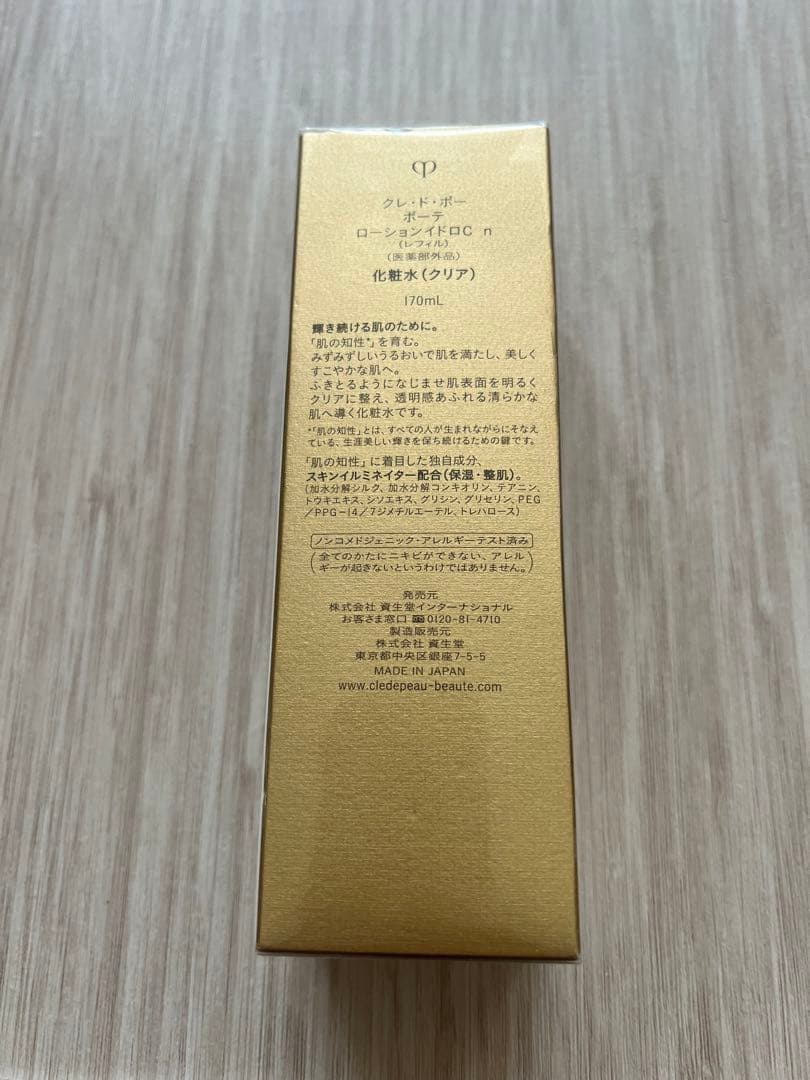 クレ・ド・ポー
ボーテ
ローションイドロC n
(レフィル)
(医薬部外品)
化粧水(クリア)
170mL
輝き続ける肌のために。
「肌の知性*」を育む。
みずみずしいうるおいで肌を満たし、美しく
すこやかな肌へ。
ふきとるようになじませ肌表面を明るく
クリアに整え、透明感あふれる清らかな
肌へ導く化粧水です。
*「肌の知性」とは、すべての人が生まれながらにそなえ
ている、生涯美しい輝きを保ち続けるための鍵です。
「肌の知性」に着目した独自成分、
スキンイルミネイター配合(保湿・整肌)。
(加水分解シルク、加水分解コンキオリン、テアニン、
トウキエキス、シソエキス、グリシン、グリセリン、PEG
/PPG-14/7ジメチルエーテル、トレハロース)
ノンコメドジェニック・アレルギーテスト済み
(全てのかたにニキビができない、アレル
ギーが起きないというわけではありません。)
発売元
株式会社 資生堂インターナショナル
お客さま窓口 0120-81-4710
製造販売元
株式会社 資生堂
東京都中央区銀座7-5-5
MADE IN JAPAN
www.cledepeau-beaute.com